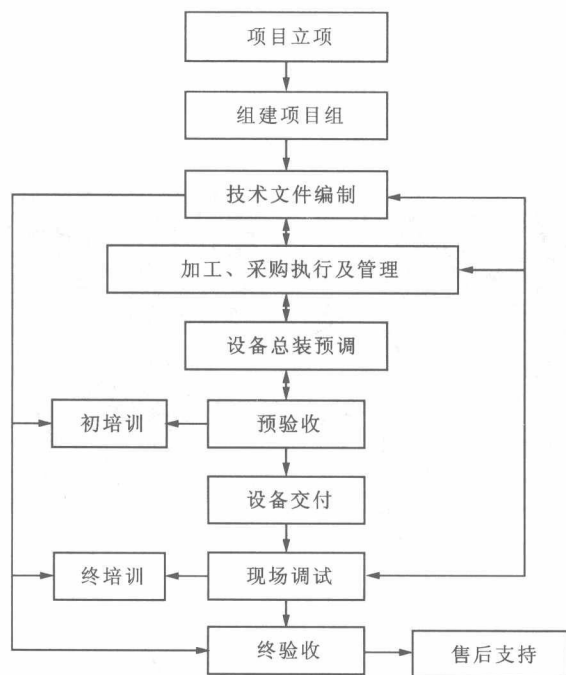 项目立项
组建项目组
技术文件编制
加工、采购执行及管理
设备总装预调
初培训
预验收
设备交付
终培训
现场调试
终验收
售后支持